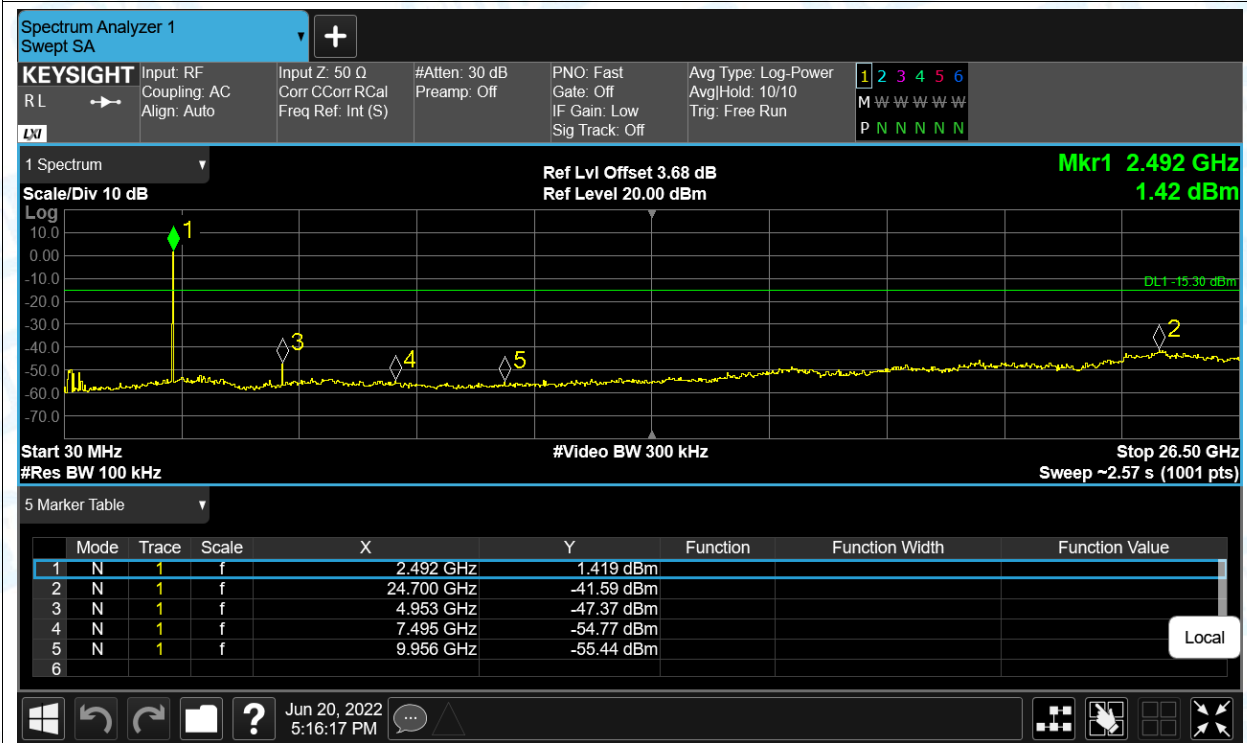 Spectrum Analyzer 1
Swept SA
KEYSIGHT
RL
LXI
Input: RF
Coupling: AC
Align: Auto
Input Z: 50 Ω
Corr CCorr RCal
Freq Ref: Int (S)
#Atten: 30 dB
Preamp: Off
PNO: Fast
Gate: Off
IF Gain: Low
Sig Track: Off
Avg Type: Log-Power
Avg|Hold: 10/10
Trig: Free Run
1 2 3 4 5 6
M W W W W W
P N N N N N
1 Spectrum
Scale/Div 10 dB
Ref Lvl Offset 3.68 dB
Ref Level 20.00 dBm
Mkr1 2.492 GHz
1.42 dBm
Log
10.0
0.00
-10.0
-20.0
-30.0
-40.0
-50.0
-60.0
-70.0
1
DL1 -15.30 dBm
2
3
4
5
Start 30 MHz
#Res BW 100 kHz
#Video BW 300 kHz
Stop 26.50 GHz
Sweep ~2.57 s (1001 pts)
5 Marker Table
Mode Trace Scale X Y Function Function Width Function Value
1 N 1 f 2.492 GHz 1.419 dBm
2 N 1 f 24.700 GHz -41.59 dBm
3 N 1 f 4.953 GHz -47.37 dBm
4 N 1 f 7.495 GHz -54.77 dBm
5 N 1 f 9.956 GHz -55.44 dBm
6
Local
?
Jun 20, 2022
5:16:17 PM